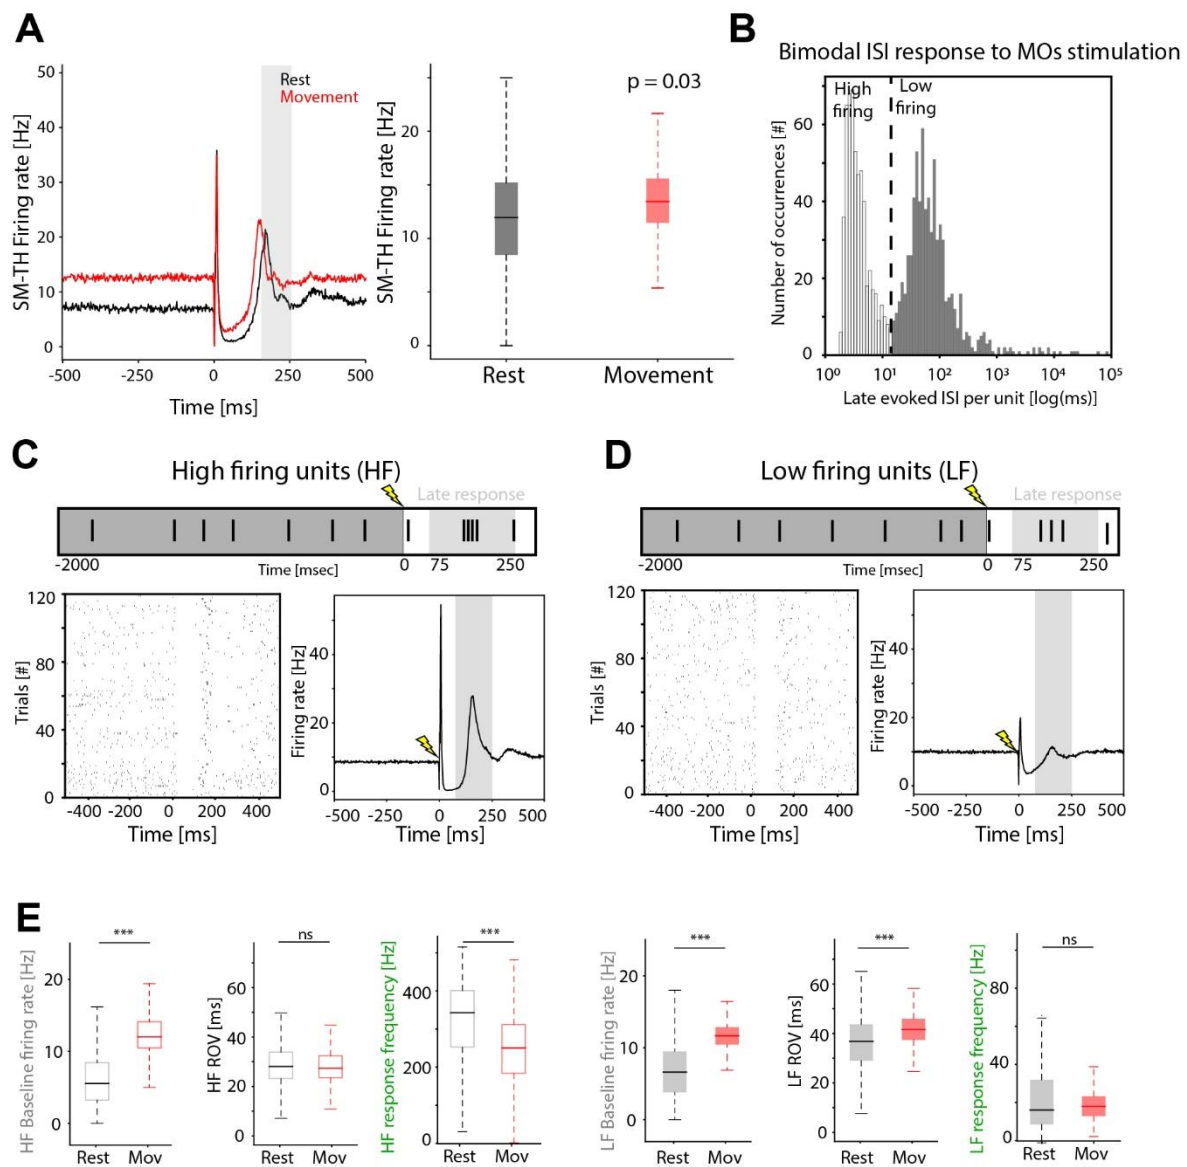 A
SM-TH Firing rate [Hz]
50
40
30
20
10
0
-500
-250
0
250
500
Time [ms]
Rest
Movement
SM-TH Firing rate [Hz]
20
10
0
p = 0.03
Rest
Movement
B
Bimodal ISI response to MOs stimulation
Number of occurrences [#]
60
40
20
0
High
firing
Low
firing
10⁰
10¹
10²
10³
10⁴
10⁵
Late evoked ISI per unit [log(ms)]
C
High firing units (HF)
Late response
-2000
Time [msec]
0
75
250
Trials [#]
120
80
40
0
-400
-200
0
200
400
Time [ms]
Firing rate [Hz]
40
20
0
-500
-250
0
250
500
Time [ms]
D
Low firing units (LF)
Late response
-2000
Time [msec]
0
75
250
Trials [#]
120
80
40
0
-400
-200
0
200
400
Time [ms]
Firing rate [Hz]
40
20
0
-500
-250
0
250
500
Time [ms]
E
HF Baseline firing rate [Hz]
20
10
0
***
Rest
Mov
HF ROV [ms]
60
40
20
0
ns
Rest
Mov
HF response frequency [Hz]
400
200
0
***
Rest
Mov
LF Baseline firing rate [Hz]
20
10
0
***
Rest
Mov
LF ROV [ms]
60
40
20
0
***
Rest
Mov
LF response frequency [Hz]
80
40
0
ns
Rest
Mov